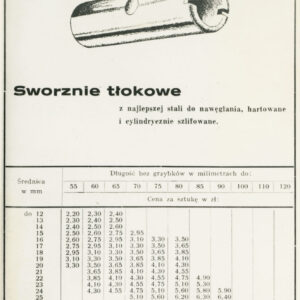 Sworznie tłokowe
z najlepszej stali do nawęglania, hartowane
i cylindrycznie szlifowane.
Długość bez grzybków w milimetrach do:
Średnica
w mm
55 60 65 70 75 80 85 90 100 110 120
Cena za sztukę w zł:
do 12 2,20 2,30 2,40
13 2,30 2,40 2,50
14 2,40 2,50 2,60
15 2,50 2,60 2,75 2,95
16 2,60 2,75 2,95 3,10 3,30 3,50
17 2,75 2,95 3,10 3,30 3,50 3,65
18 2,95 3,10 3,30 3,50 3,65 3,85
19 3,10 3,30 3,50 3,65 3,85 4,10
20 3,30 3,50 3,65 3,85 4,10 4,30
21 3,65 3,85 4,10 4,30 4,55
22 3,85 4,10 4,30 4,55 4,75 4,90
23 4,10 4,30 4,55 4,75 5,10 5,30
24 4,30 4,55 4,75 5,10 5,60 5,80 5,90
25 5,10 5,60 6,20 6,30 6,40